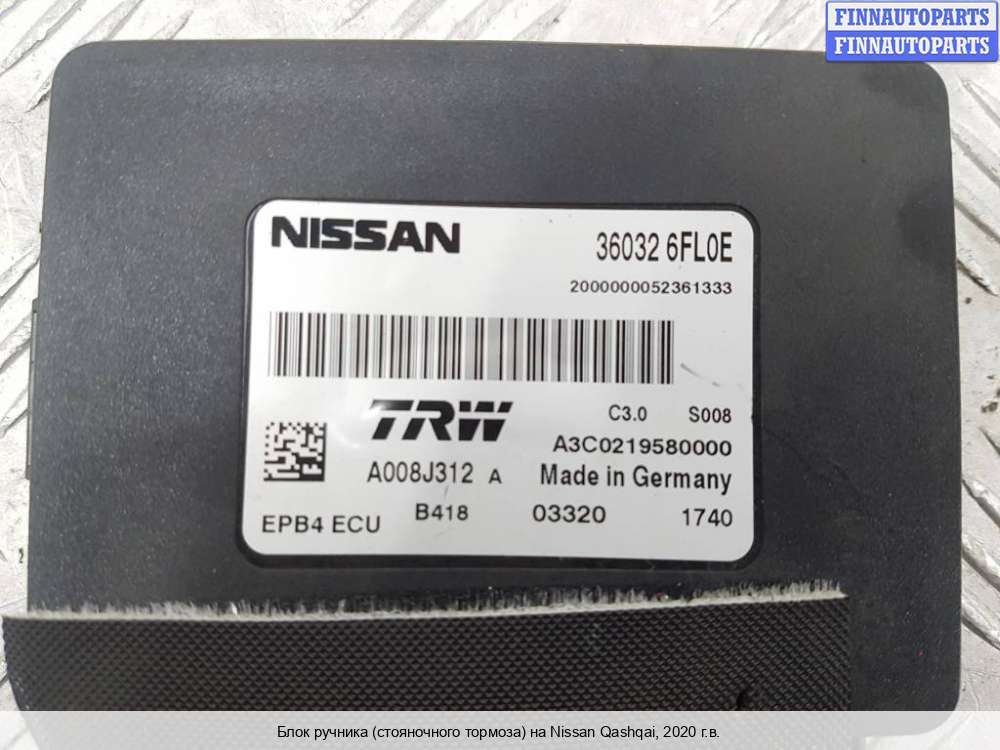 FINNAUTOPARTS
FINNAUTOPARTS
NISSAN 36032 6FL0E
2000000052361333
TRW C3.0 S008
A3C0219580000
A008J312 A Made in Germany
EPB4 ECU B418 03320 1740
Блок ручника (стояночного тормоза) на Nissan Qashqai, 2020 г.в.